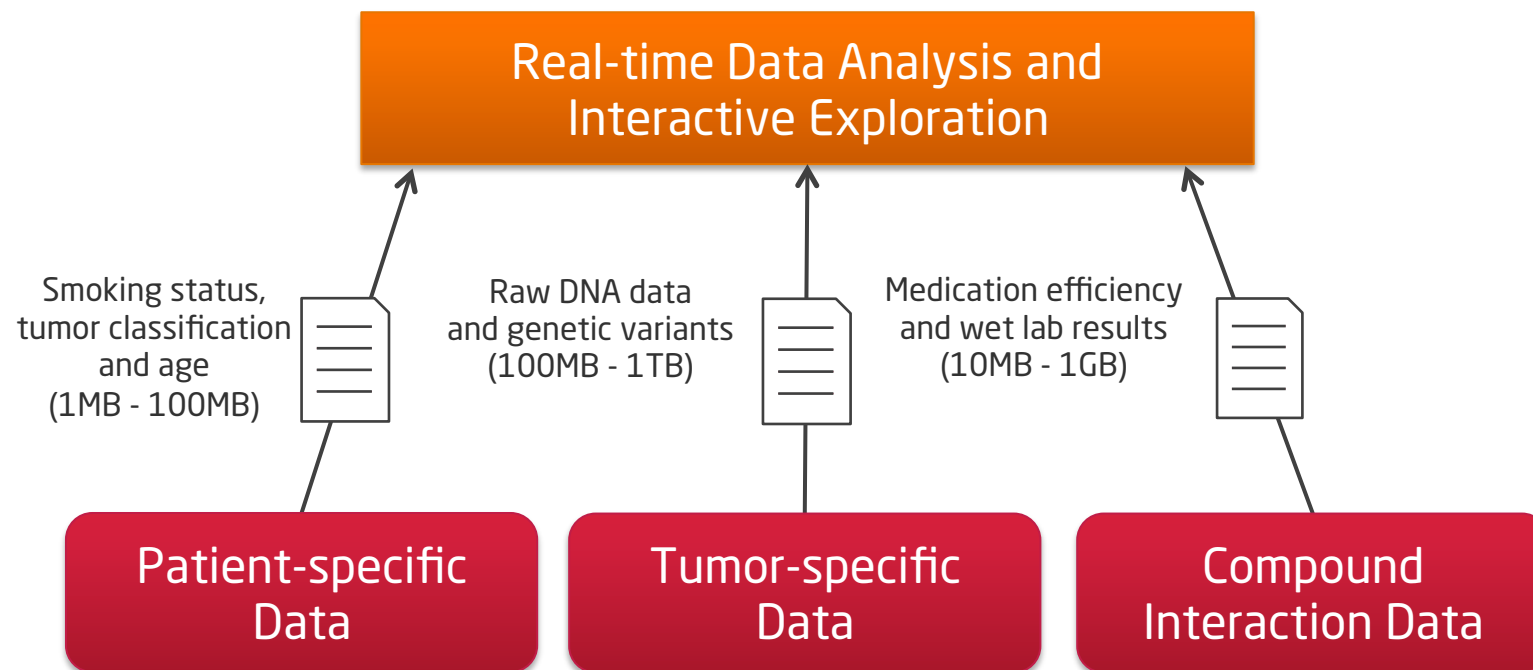 Real-time Data Analysis and
Interactive Exploration
Smoking status,
tumor classification
and age
(1MB - 100MB)
Raw DNA data
and genetic variants
(100MB - 1TB)
Medication efficiency
and wet lab results
(10MB - 1GB)
Patient-specific
Data
Tumor-specific
Data
Compound
Interaction Data